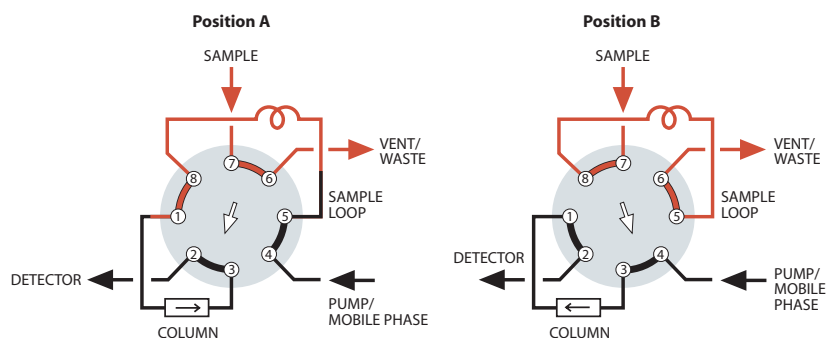 Position A
SAMPLE
VENT/
WASTE
7
8
6
1
5
SAMPLE
LOOP
2
4
3
DETECTOR
PUMP/
MOBILE PHASE
COLUMN
Position B
SAMPLE
VENT/
WASTE
7
8
6
1
5
SAMPLE
LOOP
2
4
3
DETECTOR
PUMP/
MOBILE
PHASE
COLUMN